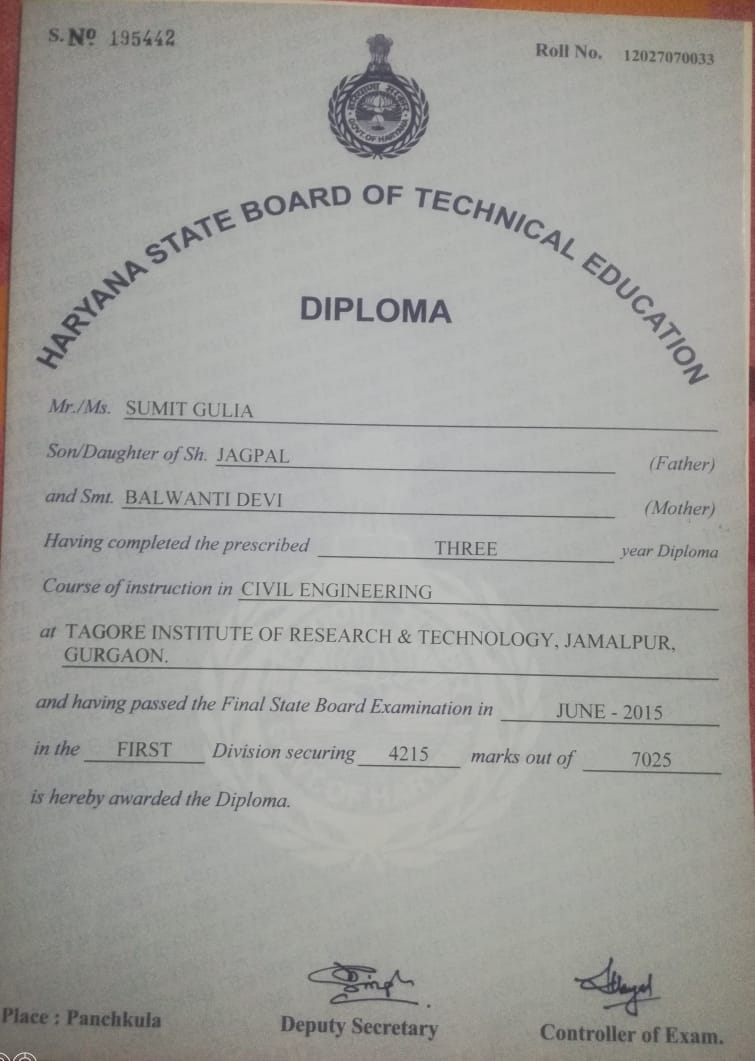 S. Nº 195442
Roll No. 12027070033
हरियाणा सरकार
GOVT. OF HARYANA
HARYANA STATE BOARD OF TECHNICAL EDUCATION
DIPLOMA
Mr./Ms. SUMIT GULIA
Son/Daughter of Sh. JAGPAL (Father)
and Smt. BALWANTI DEVI (Mother)
Having completed the prescribed THREE year Diploma
Course of instruction in CIVIL ENGINEERING
at TAGORE INSTITUTE OF RESEARCH & TECHNOLOGY, JAMALPUR,
GURGAON.
and having passed the Final State Board Examination in JUNE - 2015
in the FIRST Division securing 4215 marks out of 7025
is hereby awarded the Diploma.
Place : Panchkula
Deputy Secretary
Controller of Exam.